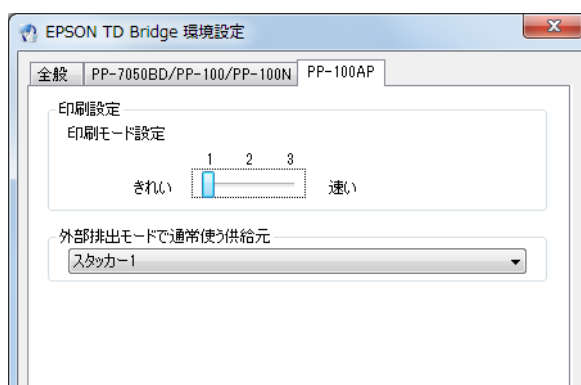 EPSON TD Bridge 環境設定
全般 PP-7050BD/PP-100/PP-100N PP-100AP
印刷設定
印刷モード設定
1 2 3
きれい 速い
外部排出モードで通常使う供給元
スタッカー1